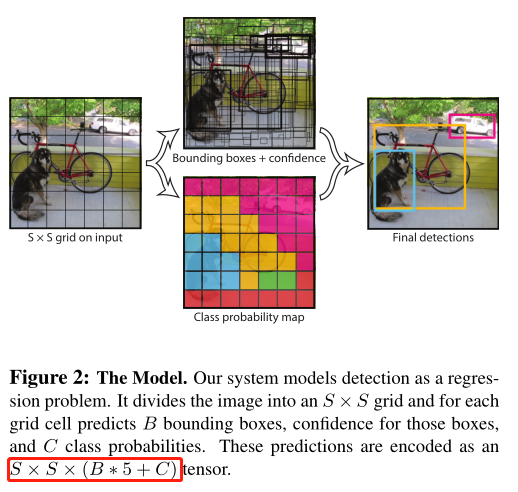 Bounding boxes + confidence
S × S grid on input
Final detections
Class probability map
Figure 2: The Model. Our system models detection as a regres-
sion problem. It divides the image into an S × S grid and for each
grid cell predicts B bounding boxes, confidence for those boxes,
and C class probabilities. These predictions are encoded as an
S × S × (B ∗ 5 + C) tensor.